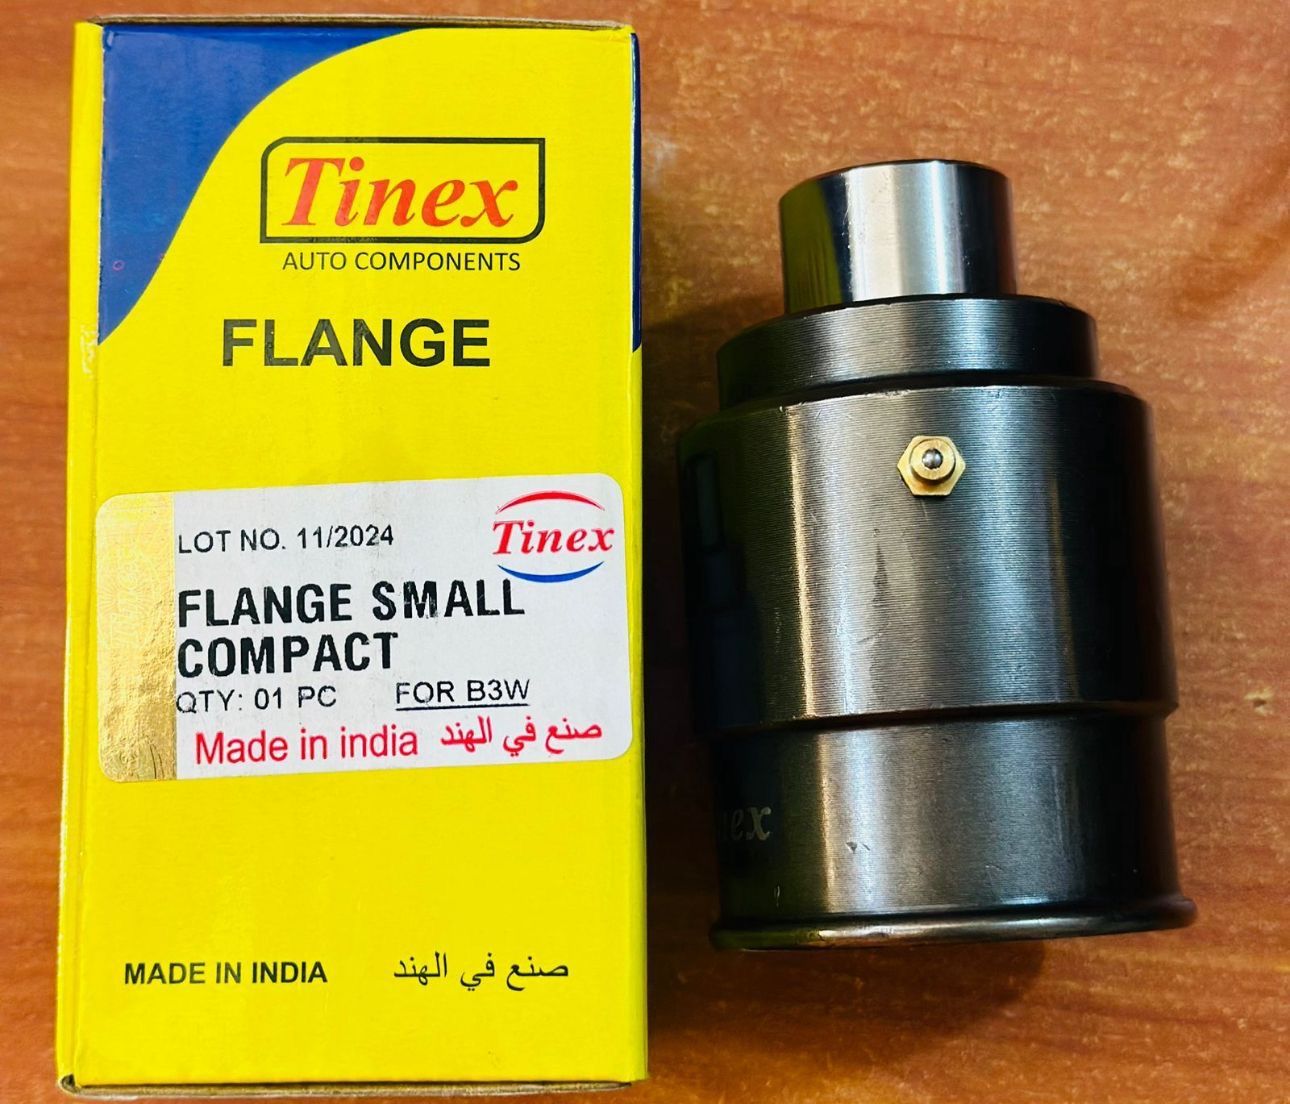 Tinex
AUTO COMPONENTS
FLANGE
LOT NO. 11/2024
Tinex
FLANGE SMALL
COMPACT
QTY: 01 PC FOR B3W
Made in india صنع في الهند
MADE IN INDIA صنع في الهند